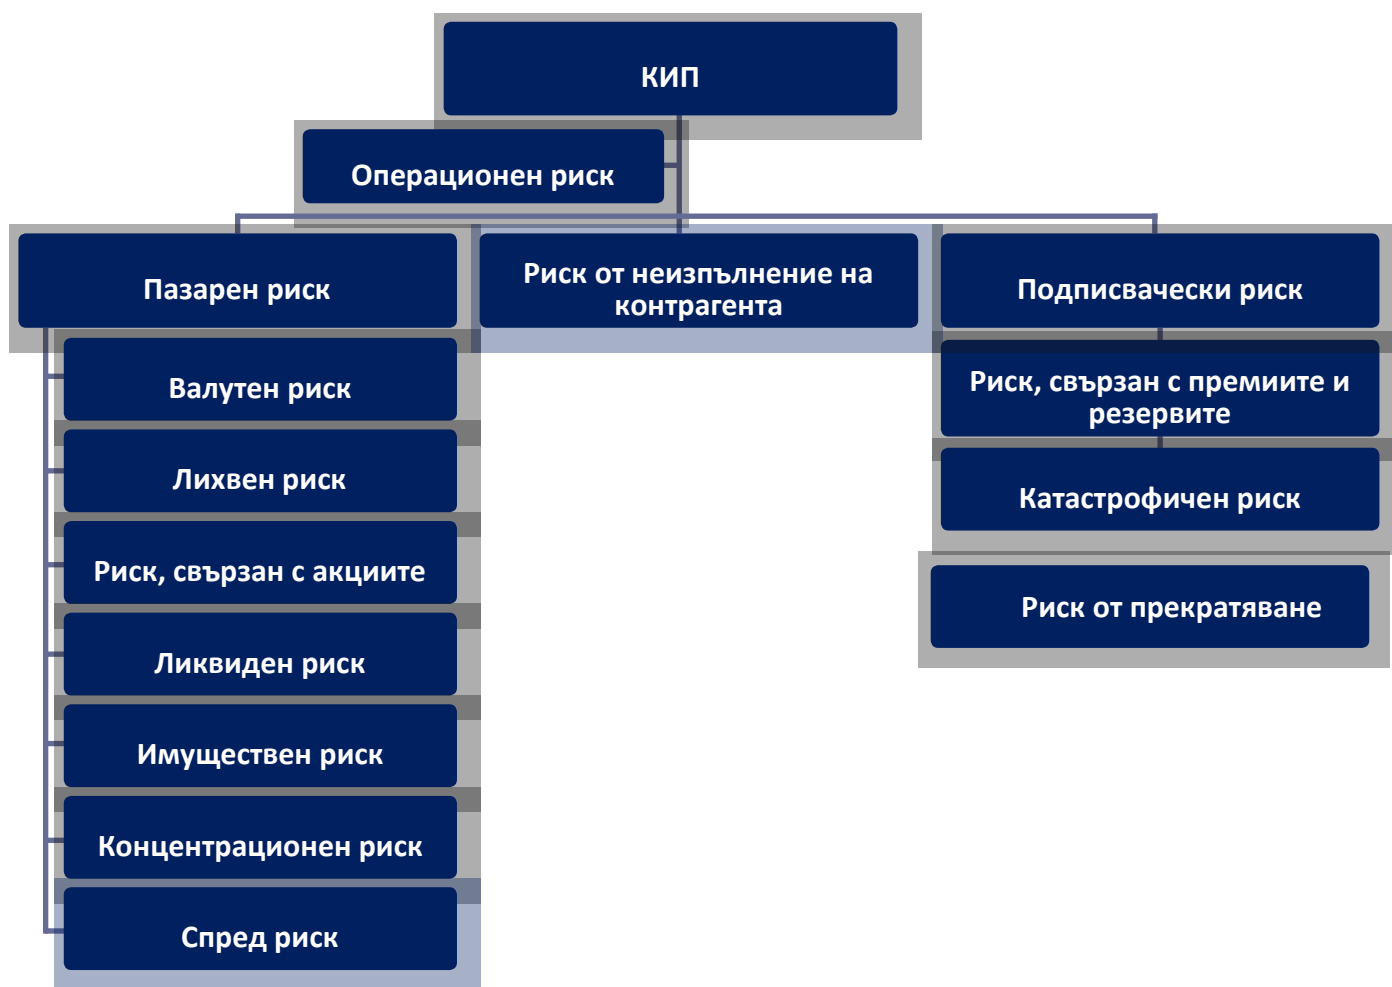 КИП
Операционен риск
Пазарен риск
Риск от неизпълнение на
контрагента
Подписвачески риск
Валутен риск
Лихвен риск
Риск, свързан с акциите
Ликвиден риск
Имуществен риск
Концентрационен риск
Спред риск
Риск, свързан с премиите и
резервите
Катастрофичен риск
Риск от прекратяване